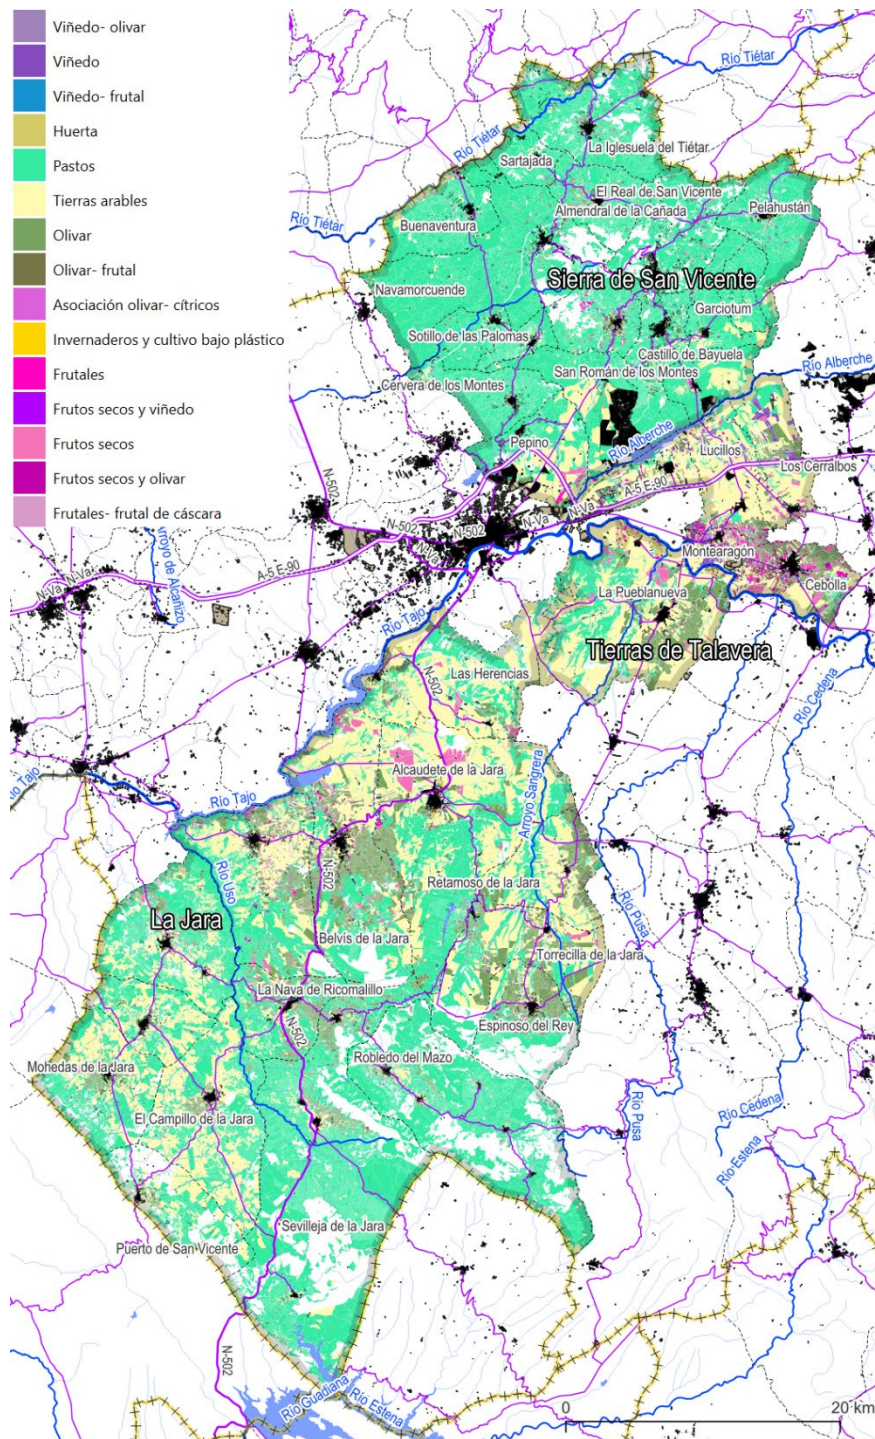 Viñedo- olivar
Viñedo
Viñedo- frutal
Huerta
Pastos
Tierras arables
Olivar
Olivar- frutal
Asociación olivar- cítricos
Invernaderos y cultivo bajo plástico
Frutales
Frutos secos y viñedo
Frutos secos
Frutos secos y olivar
Frutales- frutal de cáscara
Río Tiétar
Río Tiétar
La Iglesuela del Tiétar
Sartajada
El Real de San Vicente
Almendral de la Cañada
Pelahustán
Río Tiétar
Buenaventura
Sierra de San Vicente
Navamorcuende
Garciotum
Sotillo de las Palomas
Castillo de Bayuela
San Román de los Montes
Río Alberche
Cervera de los Montes
Pepino
Río Alberche
Lucillos
Los Cerralbos
N-502
A-5 E-90
N-Va
N-Va
N-502
N-502
N-Va
N-Va
A-5 E-90
Arroyo de Alcañizo
Montearagón
Cebolla
La Pueblanueva
Río Tajo
Tierras de Talavera
Las Herencias
N-502
Río Cedena
Alcaudete de la Jara
Río Tajo
Río Tajo
Arroyo Sangrera
N-502
Río Uso
Retamoso de la Jara
Río Pusa
La Jara
Belvís de la Jara
Torrecilla de la Jara
La Nava de Ricomalillo
N-502
Espinoso del Rey
Robledo del Mazo
Mohedas de la Jara
El Campillo de la Jara
Río Pusa
Río Cedena
Río Estena
Sevilleja de la Jara
Puerto de San Vicente
N-502
Río Guadiana
Río Estena
0
20 km